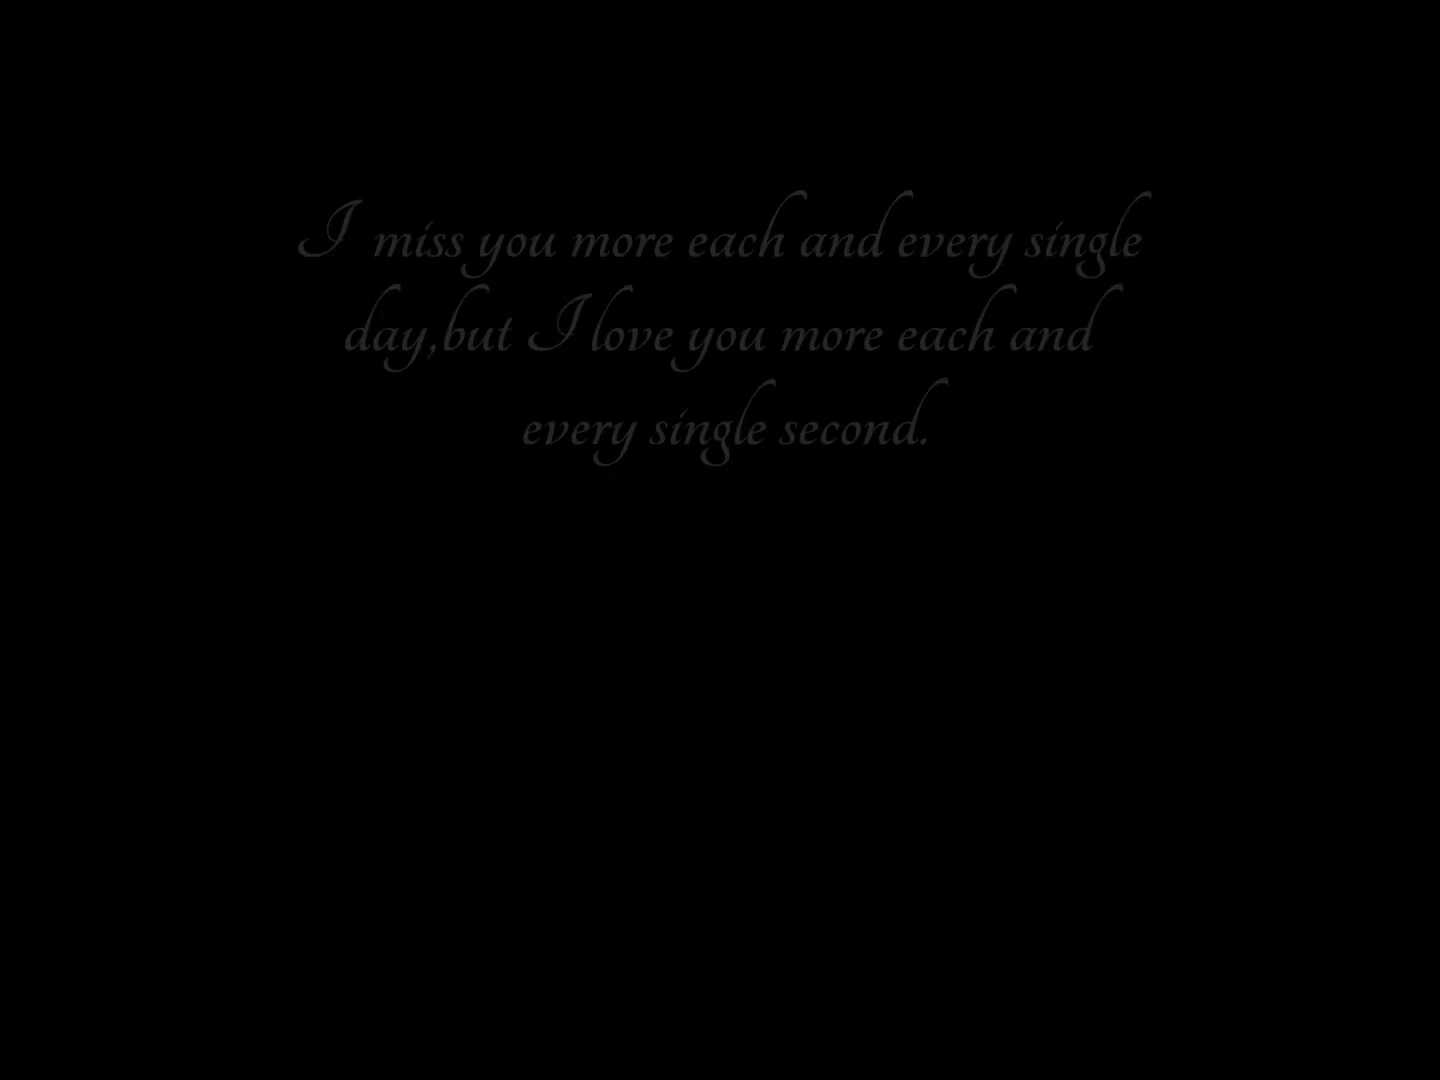 I miss you more each and every single
day,but I love you more each and
every single second.